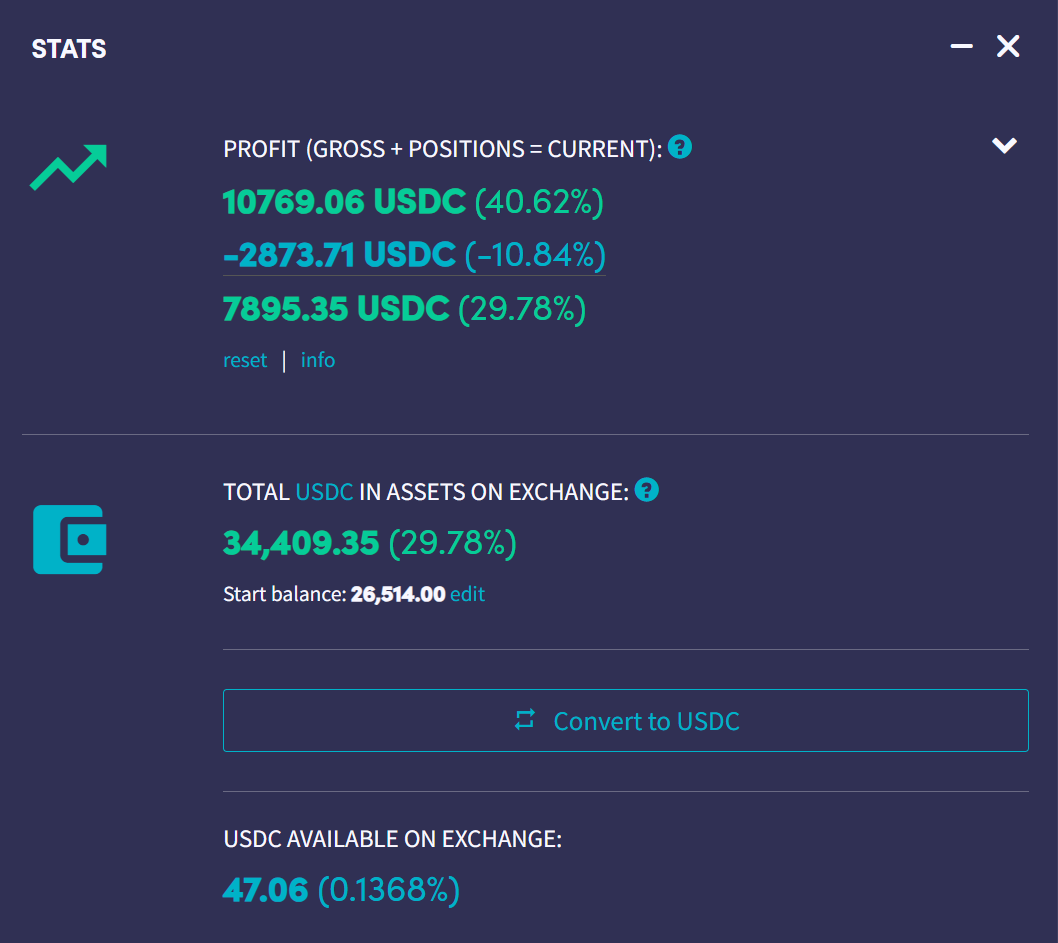 STATS
PROFIT (GROSS + POSITIONS = CURRENT): ?
10769.06 USDC (40.62%)
-2873.71 USDC (-10.84%)
7895.35 USDC (29.78%)
reset | info
TOTAL USDC IN ASSETS ON EXCHANGE: ?
34,409.35 (29.78%)
Start balance: 26,514.00 edit
Convert to USDC
USDC AVAILABLE ON EXCHANGE:
47.06 (0.1368%)